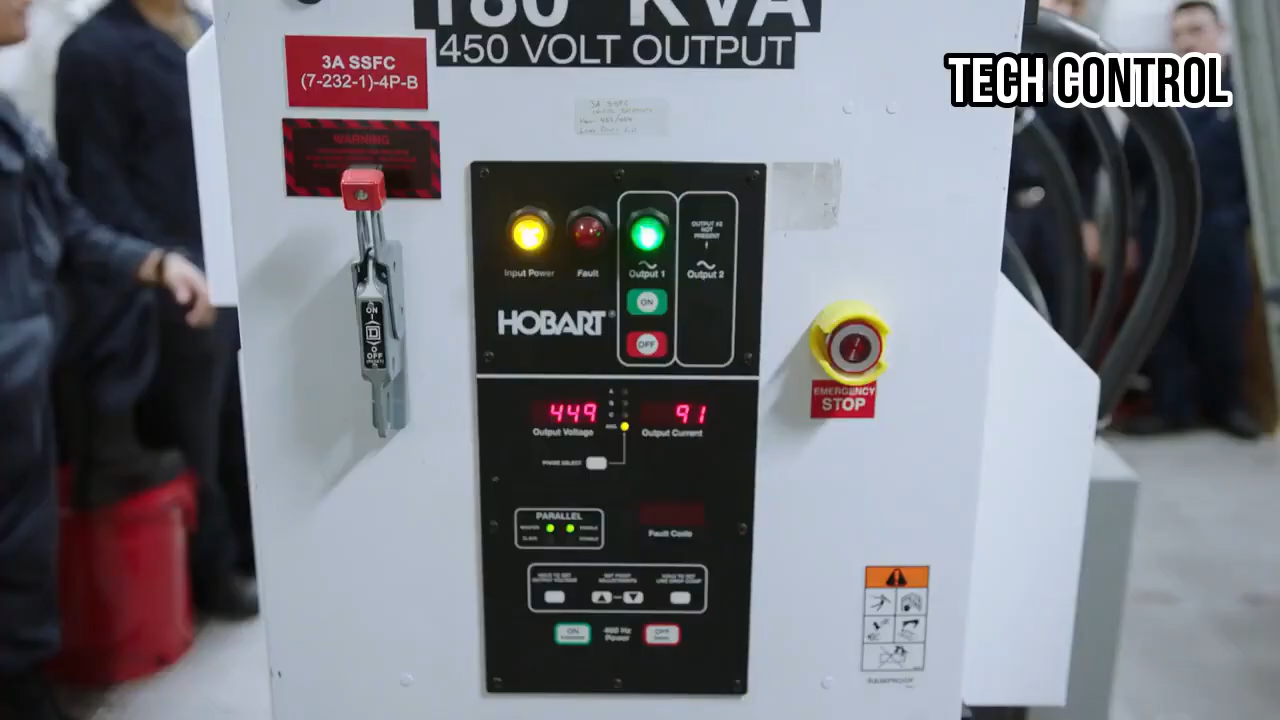 180 KVA
450 VOLT OUTPUT
TECH CONTROL
3A SSFC
(7-232-1)-4P-B
3A SSFC
WARNING
Input Power
Fault
Output 1
OUTPUT #2
NOT
PRESENT
Output 2
ON
HOBART®
OFF
ON
OFF
EMERGENCY
STOP
449
91
Output Voltage
Output Current
PHASE SELECT
PARALLEL
Fault Code
ON
400 Hz
Power
OFF